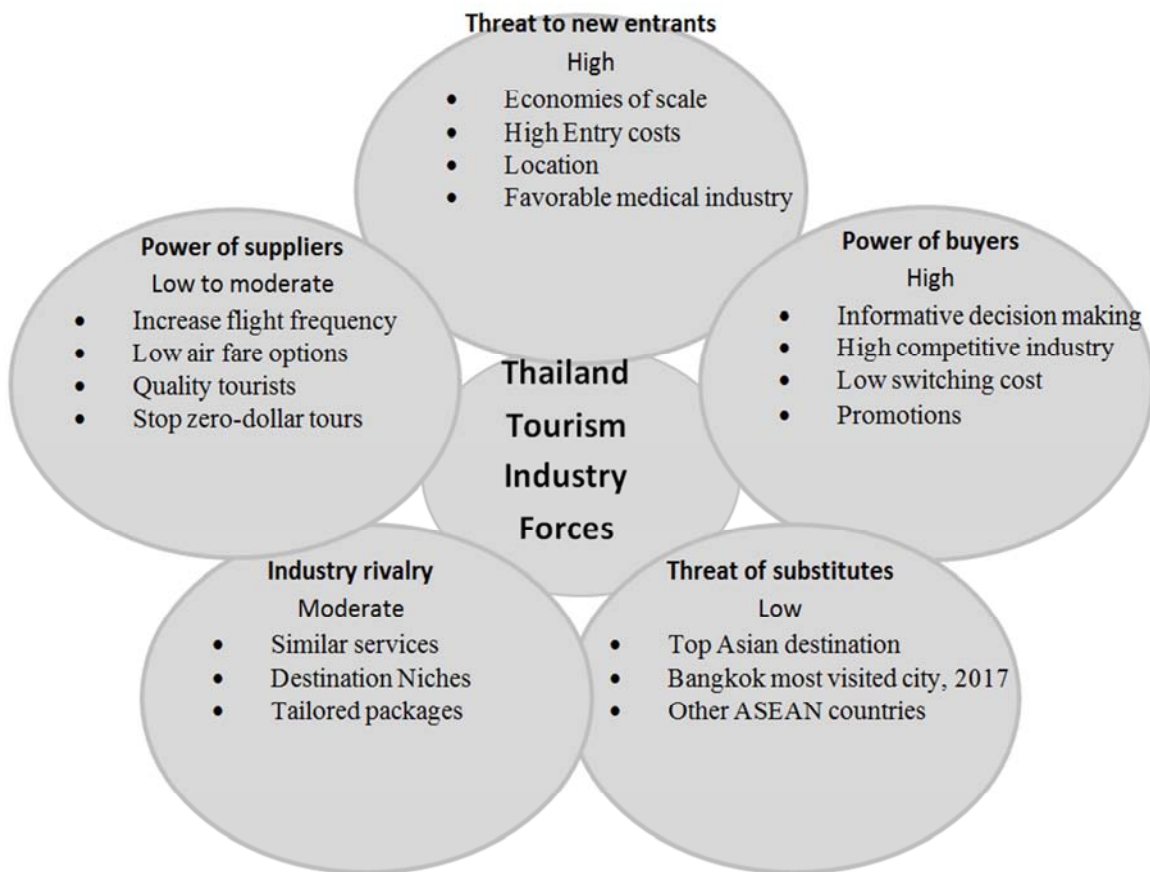 Threat to new entrants
High
• Economies of scale
• High Entry costs
• Location
• Favorable medical industry
Power of suppliers
Low to moderate
• Increase flight frequency
• Low air fare options
• Quality tourists
• Stop zero-dollar tours
Power of buyers
High
• Informative decision making
• High competitive industry
• Low switching cost
• Promotions
Thailand
Tourism
Industry
Forces
Industry rivalry
Moderate
• Similar services
• Destination Niches
• Tailored packages
Threat of substitutes
Low
• Top Asian destination
• Bangkok most visited city, 2017
• Other ASEAN countries